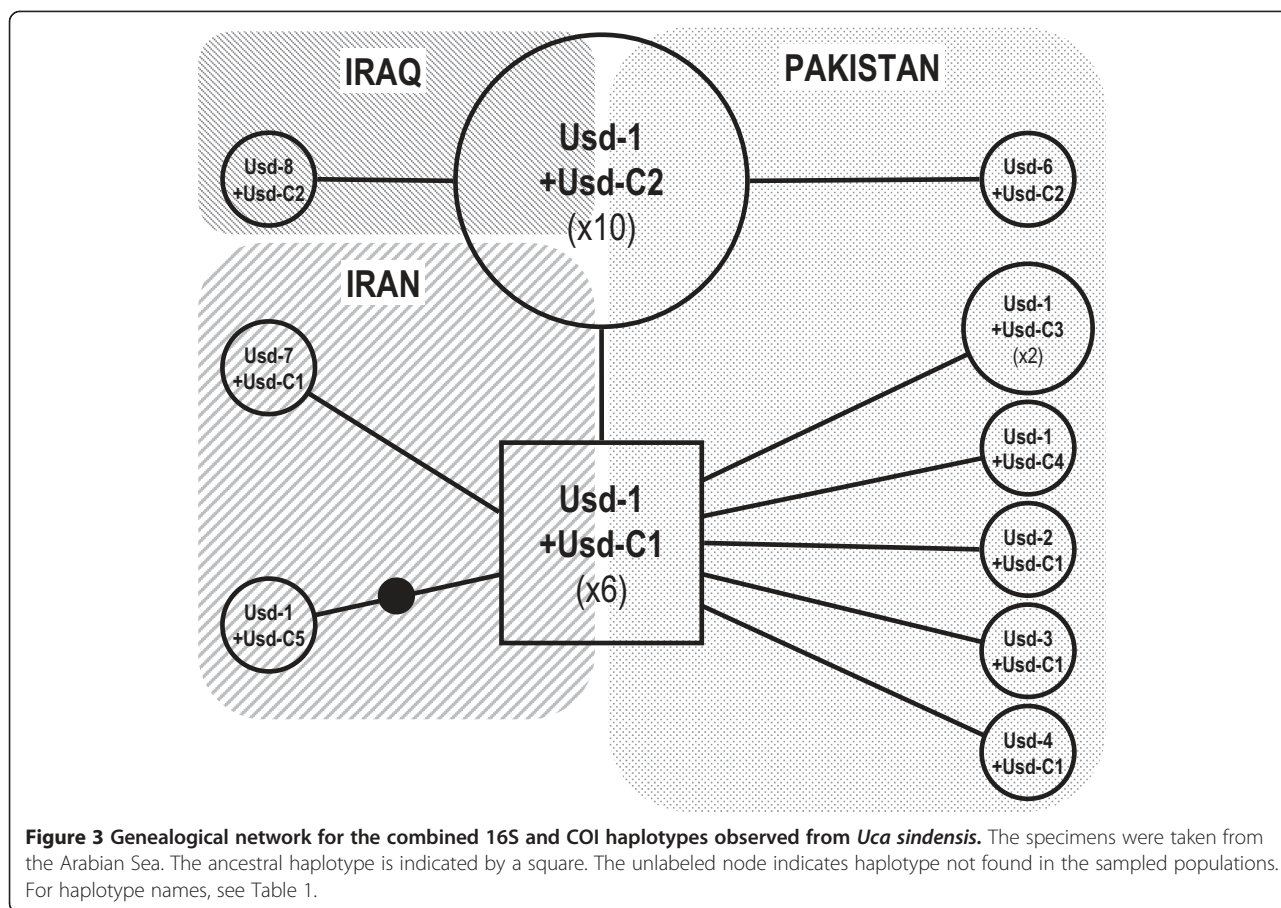 IRAQ
PAKISTAN
Usd-1
+Usd-C2
(x10)
Usd-8
+Usd-C2
Usd-6
+Usd-C2
IRAN
Usd-1
+Usd-C3
(x2)
Usd-7
+Usd-C1
Usd-1
+Usd-C4
Usd-1
+Usd-C1
(x6)
Usd-2
+Usd-C1
Usd-1
+Usd-C5
Usd-3
+Usd-C1
Usd-4
+Usd-C1
Figure 3 Genealogical network for the combined 16S and COI haplotypes observed from Uca sindensis. The specimens were taken from
the Arabian Sea. The ancestral haplotype is indicated by a square. The unlabeled node indicates haplotype not found in the sampled populations.
For haplotype names, see Table 1.